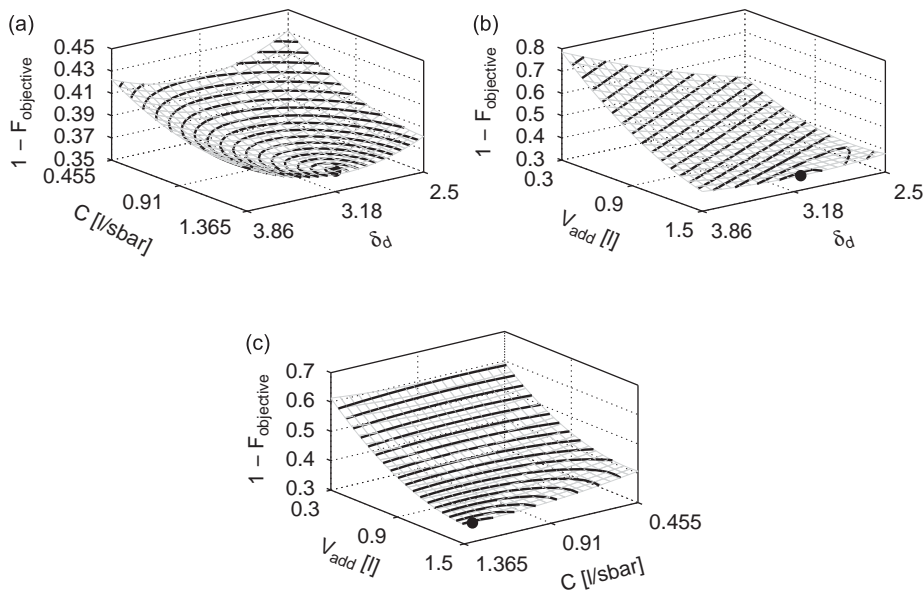 (a)
0.45
0.43
0.41
0.39
0.37
0.35
1 − F_objective
0.455
0.91
1.365
C [l/sbar]
3.86
3.18
2.5
δ_d
(b)
0.8
0.7
0.6
0.5
0.4
0.3
1 − F_objective
0.3
0.9
1.5
V_add [l]
3.86
3.18
2.5
δ_d
(c)
0.7
0.6
0.5
0.4
0.3
1 − F_objective
0.3
0.9
1.5
V_add [l]
1.365
0.91
0.455
C [l/sbar]